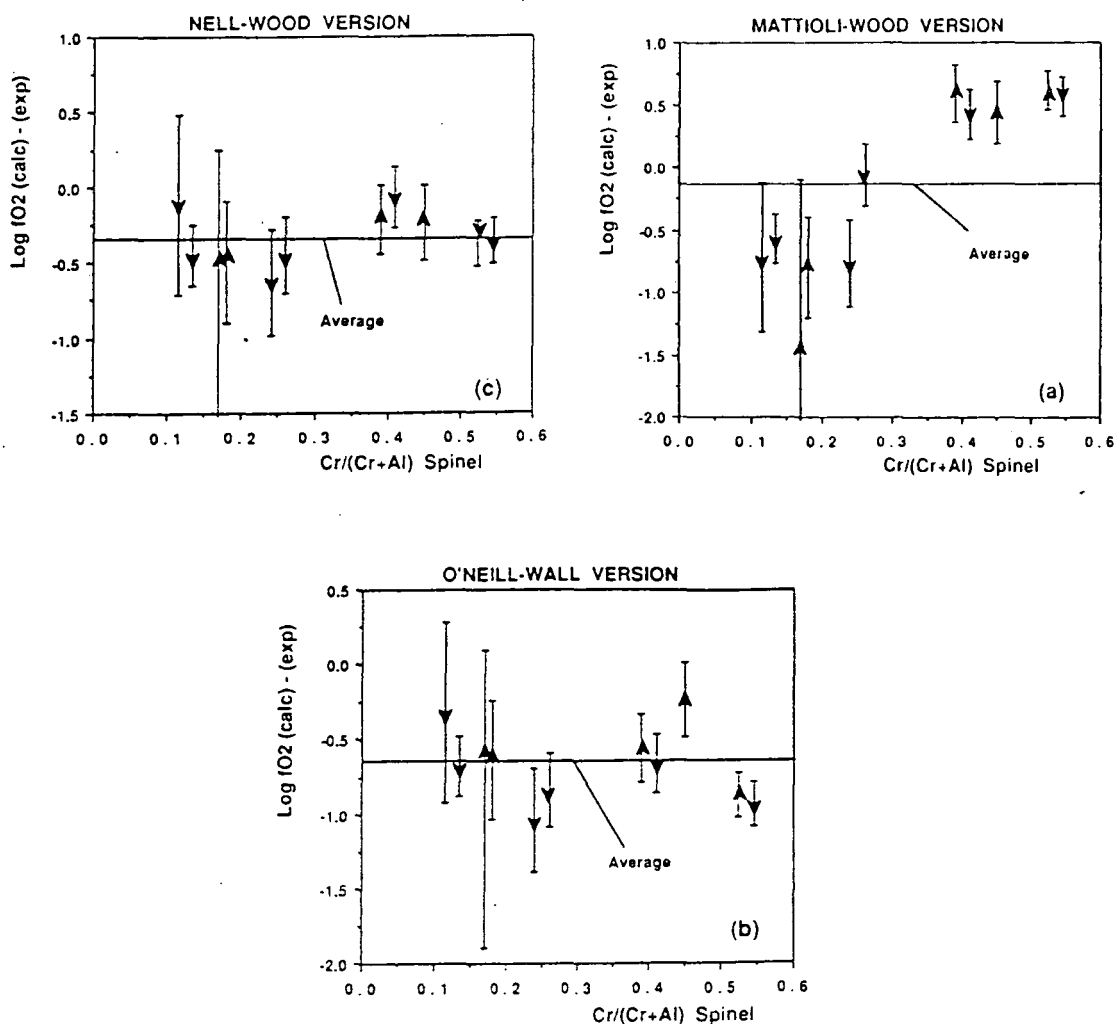 NELL-WOOD VERSION
1.0
0.5
0.0
-0.5
-1.0
-1.5
Log fO2 (calc) - (exp)
Average
(c)
0.0 0.1 0.2 0.3 0.4 0.5 0.6
Cr/(Cr+Al) Spinel
MATTIOLI-WOOD VERSION
1.0
0.5
0.0
-0.5
-1.0
-1.5
-2.0
Log fO2 (calc) - (exp)
Average
(a)
0.0 0.1 0.2 0.3 0.4 0.5 0.6
Cr/(Cr+Al) Spinel
O'NEILL-WALL VERSION
0.5
0.0
-0.5
-1.0
-1.5
-2.0
Log fO2 (calc) - (exp)
Average
(b)
0.0 0.1 0.2 0.3 0.4 0.5 0.6
Cr/(Cr+Al) Spinel